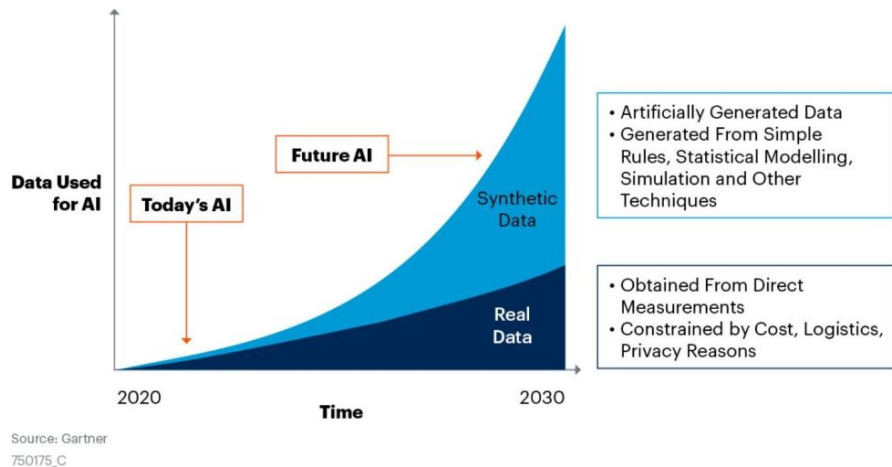 Data Used
for AI
Today's AI
Future AI
Synthetic
Data
Real
Data
2020
2030
Time
• Artificially Generated Data
• Generated From Simple
Rules, Statistical Modelling,
Simulation and Other
Techniques
• Obtained From Direct
Measurements
• Constrained by Cost, Logistics,
Privacy Reasons
Source: Gartner
750175_C